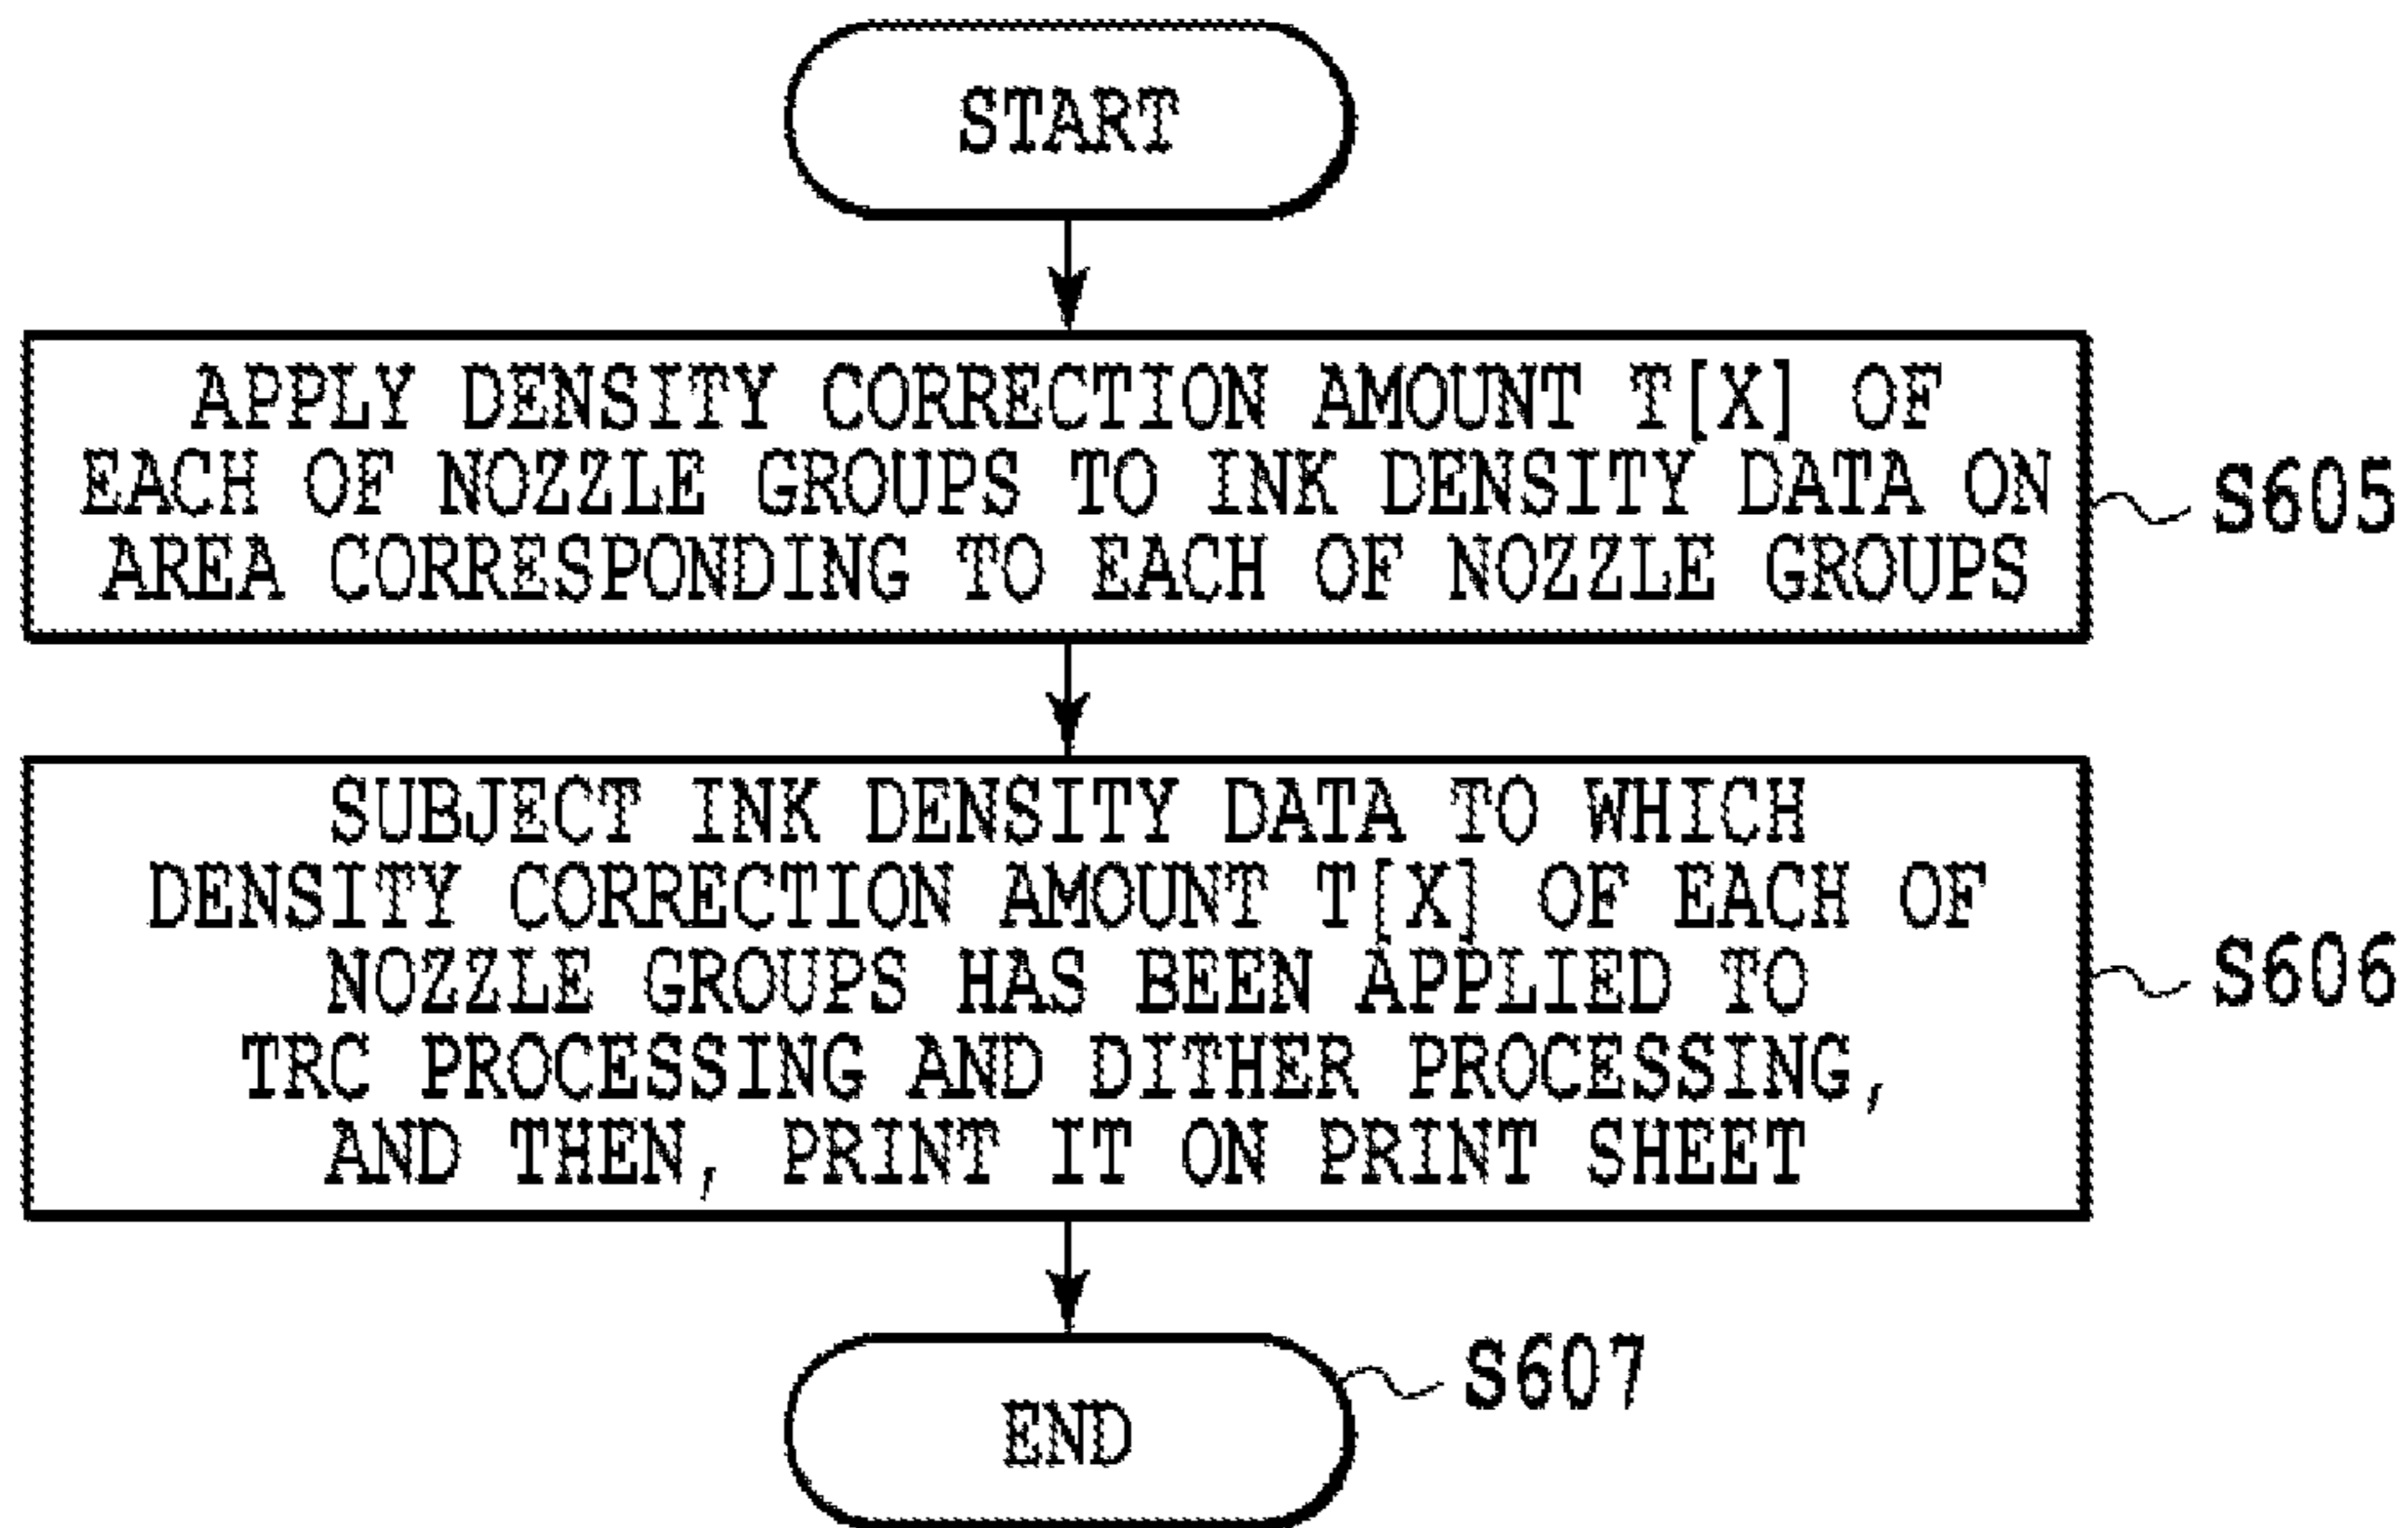 START
APPLY DENSITY CORRECTION AMOUNT T[X] OF
EACH OF NOZZLE GROUPS TO INK DENSITY DATA ON
AREA CORRESPONDING TO EACH OF NOZZLE GROUPS
S605
SUBJECT INK DENSITY DATA TO WHICH
DENSITY CORRECTION AMOUNT T[X] OF EACH OF
NOZZLE GROUPS HAS BEEN APPLIED TO
TRC PROCESSING AND DITHER PROCESSING,
AND THEN, PRINT IT ON PRINT SHEET
S606
S607
END